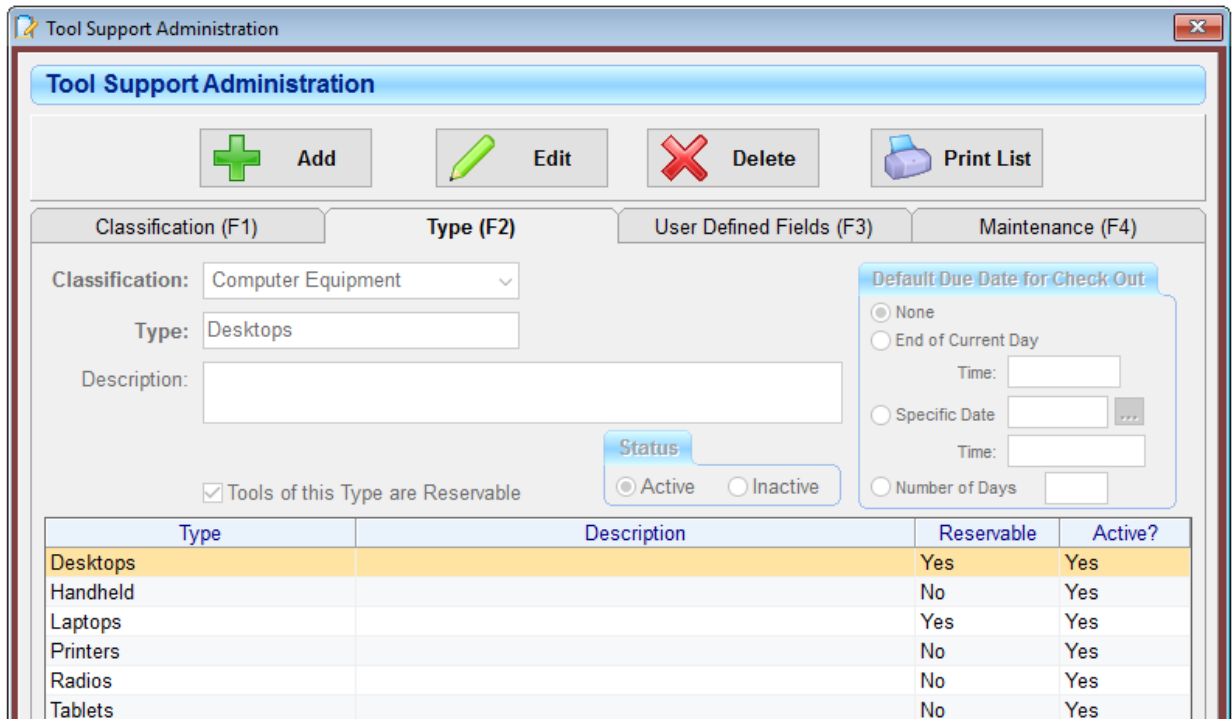 Tool Support Administration
Tool Support Administration
Add Edit Delete Print List
Classification (F1) Type (F2) User Defined Fields (F3) Maintenance (F4)
Classification: Computer Equipment
Type: Desktops
Description:
Tools of this Type are Reservable
Status
Active Inactive
Default Due Date for Check Out
None
End of Current Day
Time:
Specific Date ...
Time:
Number of Days
Type Description Reservable Active?
Desktops Yes Yes
Handheld No Yes
Laptops Yes Yes
Printers No Yes
Radios No Yes
Tablets No Yes